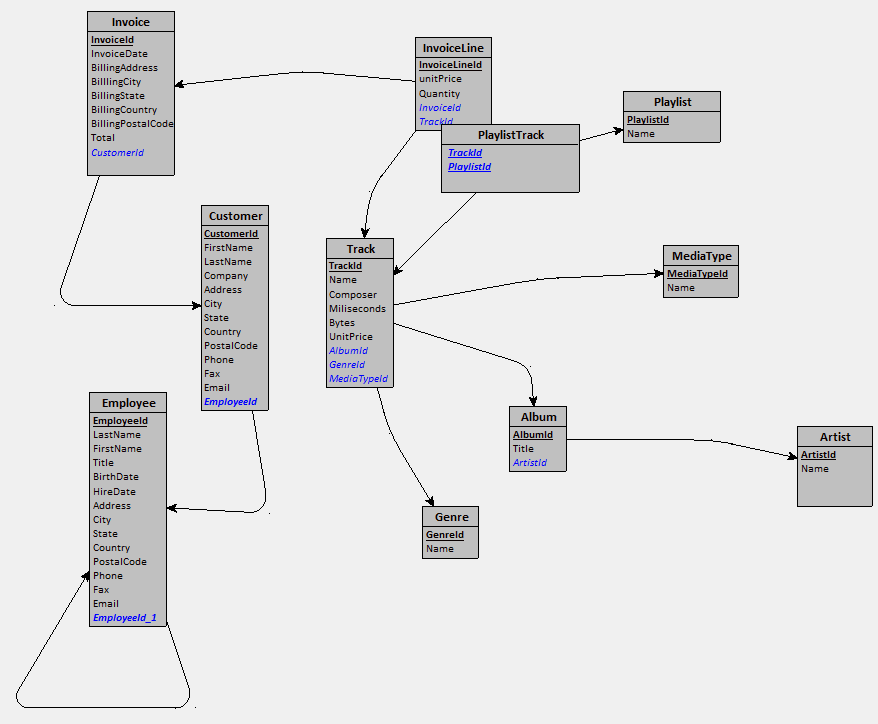 Invoice
InvoiceId
InvoiceDate
BillingAddress
BilllingCity
BillingState
BillingCountry
BillingPostalCode
Total
CustomerId
InvoiceLine
InvoiceLineId
unitPrice
Quantity
InvoiceId
TrackId
PlaylistTrack
TrackId
PlaylistId
Playlist
PlaylistId
Name
Customer
CustomerId
FirstName
LastName
Company
Address
City
State
Country
PostalCode
Phone
Fax
Email
EmployeeId
Track
TrackId
Name
Composer
Miliseconds
Bytes
UnitPrice
AlbumId
GenreId
MediaTypeId
MediaType
MediaTypeId
Name
Employee
EmployeeId
LastName
FirstName
Title
BirthDate
HireDate
Address
City
State
Country
PostalCode
Phone
Fax
Email
EmployeeId_1
Album
AlbumId
Title
ArtistId
Artist
ArtistId
Name
Genre
GenreId
Name